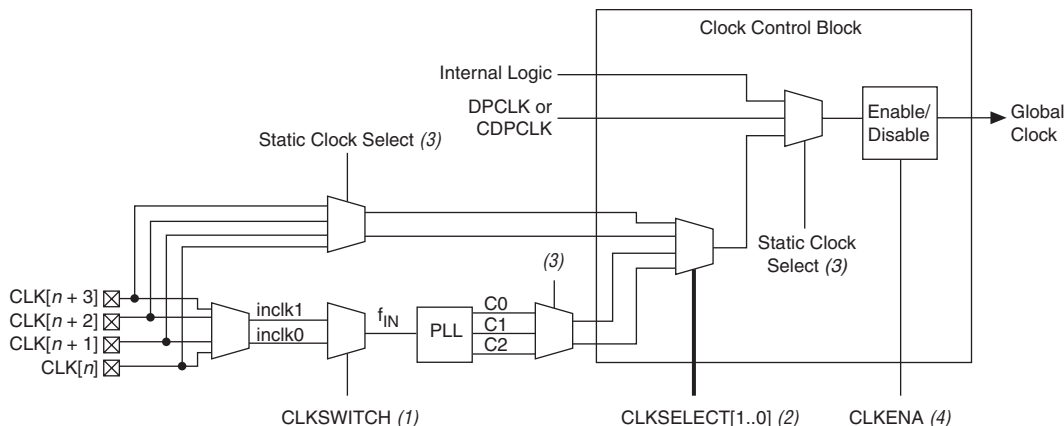 Clock Control Block
Internal Logic
DPCLK or
CDPCLK
Enable/
Disable
Global
Clock
Static Clock Select (3)
Static Clock
Select (3)
(3)
CLK[n + 3]
CLK[n + 2]
CLK[n + 1]
CLK[n]
inclk1
inclk0
fIN
PLL
C0
C1
C2
CLKSWITCH (1)
CLKSELECT[1..0] (2)
CLKENA (4)